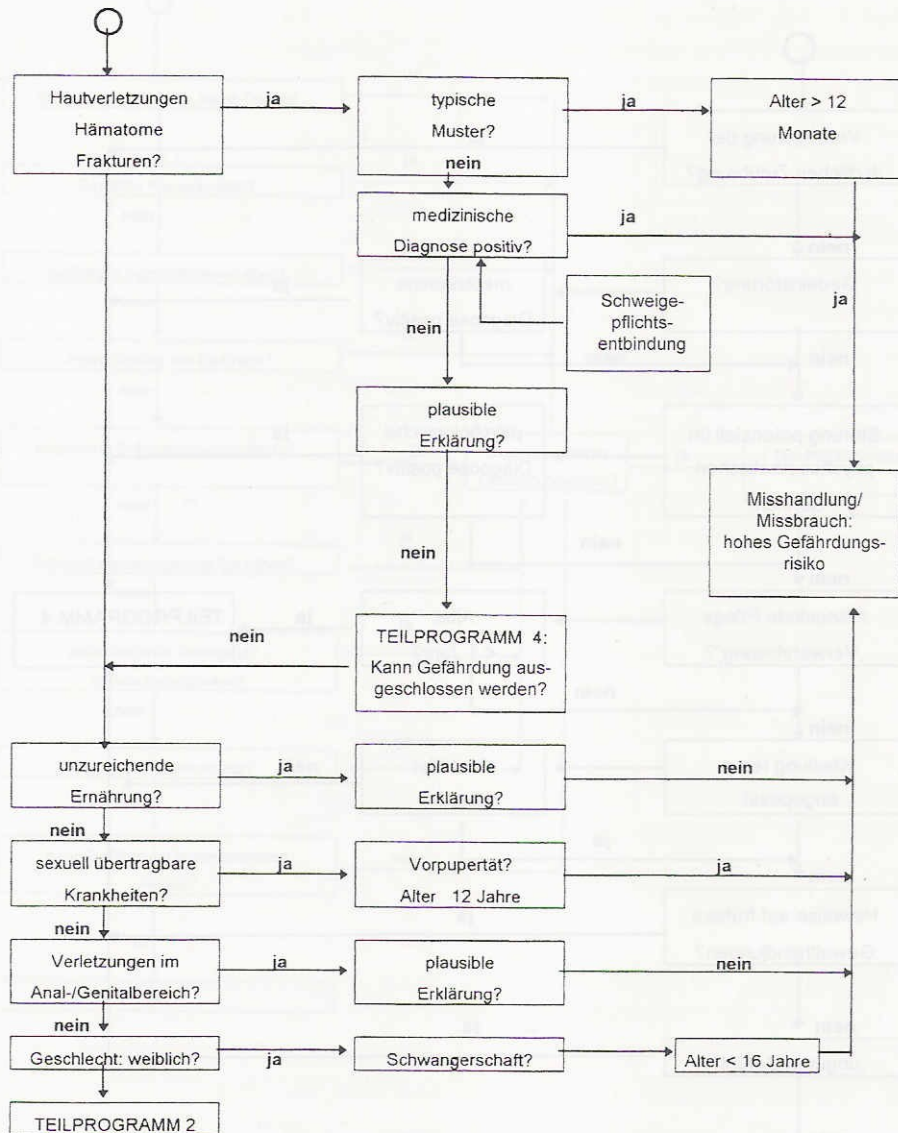 Hautverletzungen
Hämatome
Frakturen?
ja
typische
Muster?
ja
Alter > 12
Monate
nein
medizinische
Diagnose positiv?
ja
ja
Schweige-
pflichts-
entbindung
nein
plausible
Erklärung?
Misshandlung/
Missbrauch:
hohes Gefährdungs-
risiko
nein
TEILPROGRAMM 4:
Kann Gefährdung aus-
geschlossen werden?
nein
unzureichende
Ernährung?
ja
plausible
Erklärung?
nein
nein
sexuell übertragbare
Krankheiten?
ja
Vorpupertät?
Alter 12 Jahre
ja
nein
Verletzungen im
Anal-/Genitalbereich?
ja
plausible
Erklärung?
nein
nein
Geschlecht: weiblich?
ja
Schwangerschaft?
Alter < 16 Jahre
TEILPROGRAMM 2